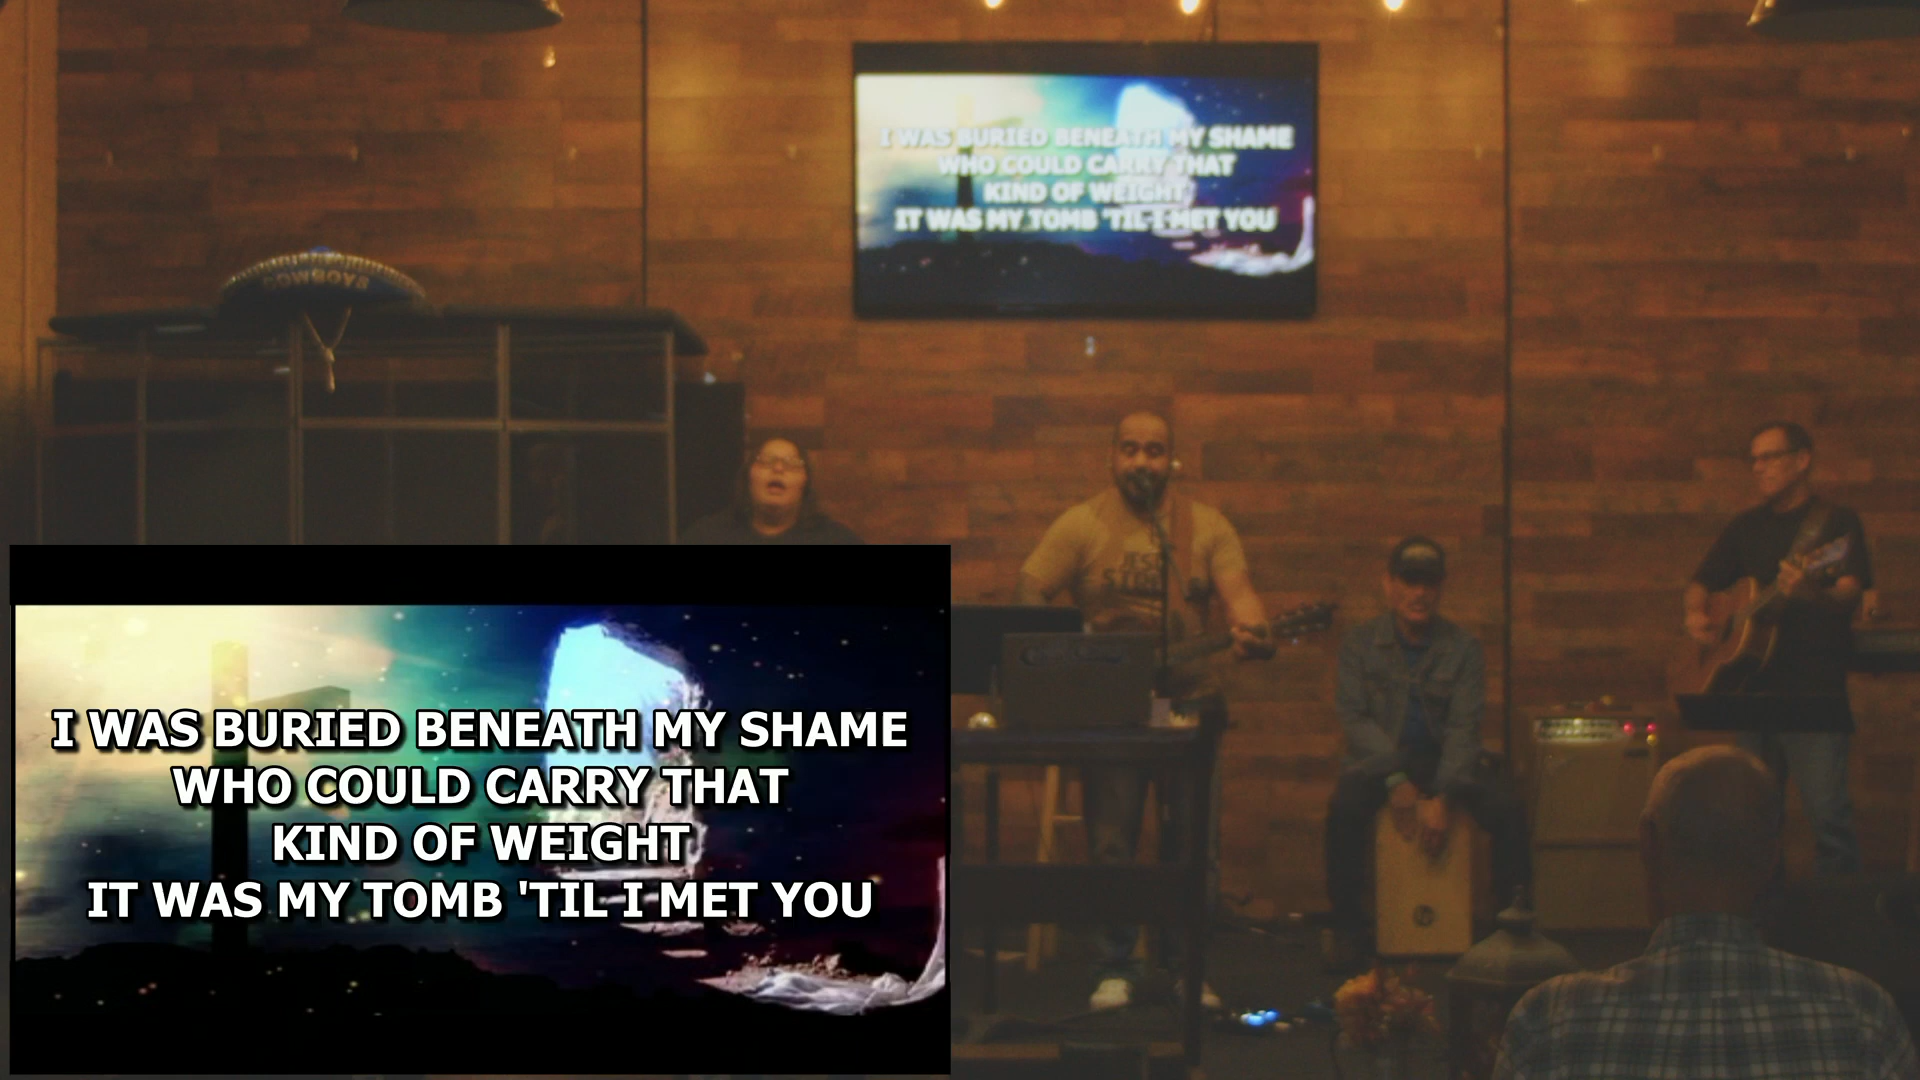 I WAS BURIED BENEATH MY SHAME
WHO COULD CARRY THAT
KIND OF WEIGHT
IT WAS MY TOMB 'TIL I MET YOU
COWBOYS
I WAS BURIED BENEATH MY SHAME
WHO COULD CARRY THAT
KIND OF WEIGHT
IT WAS MY TOMB 'TIL I MET YOU